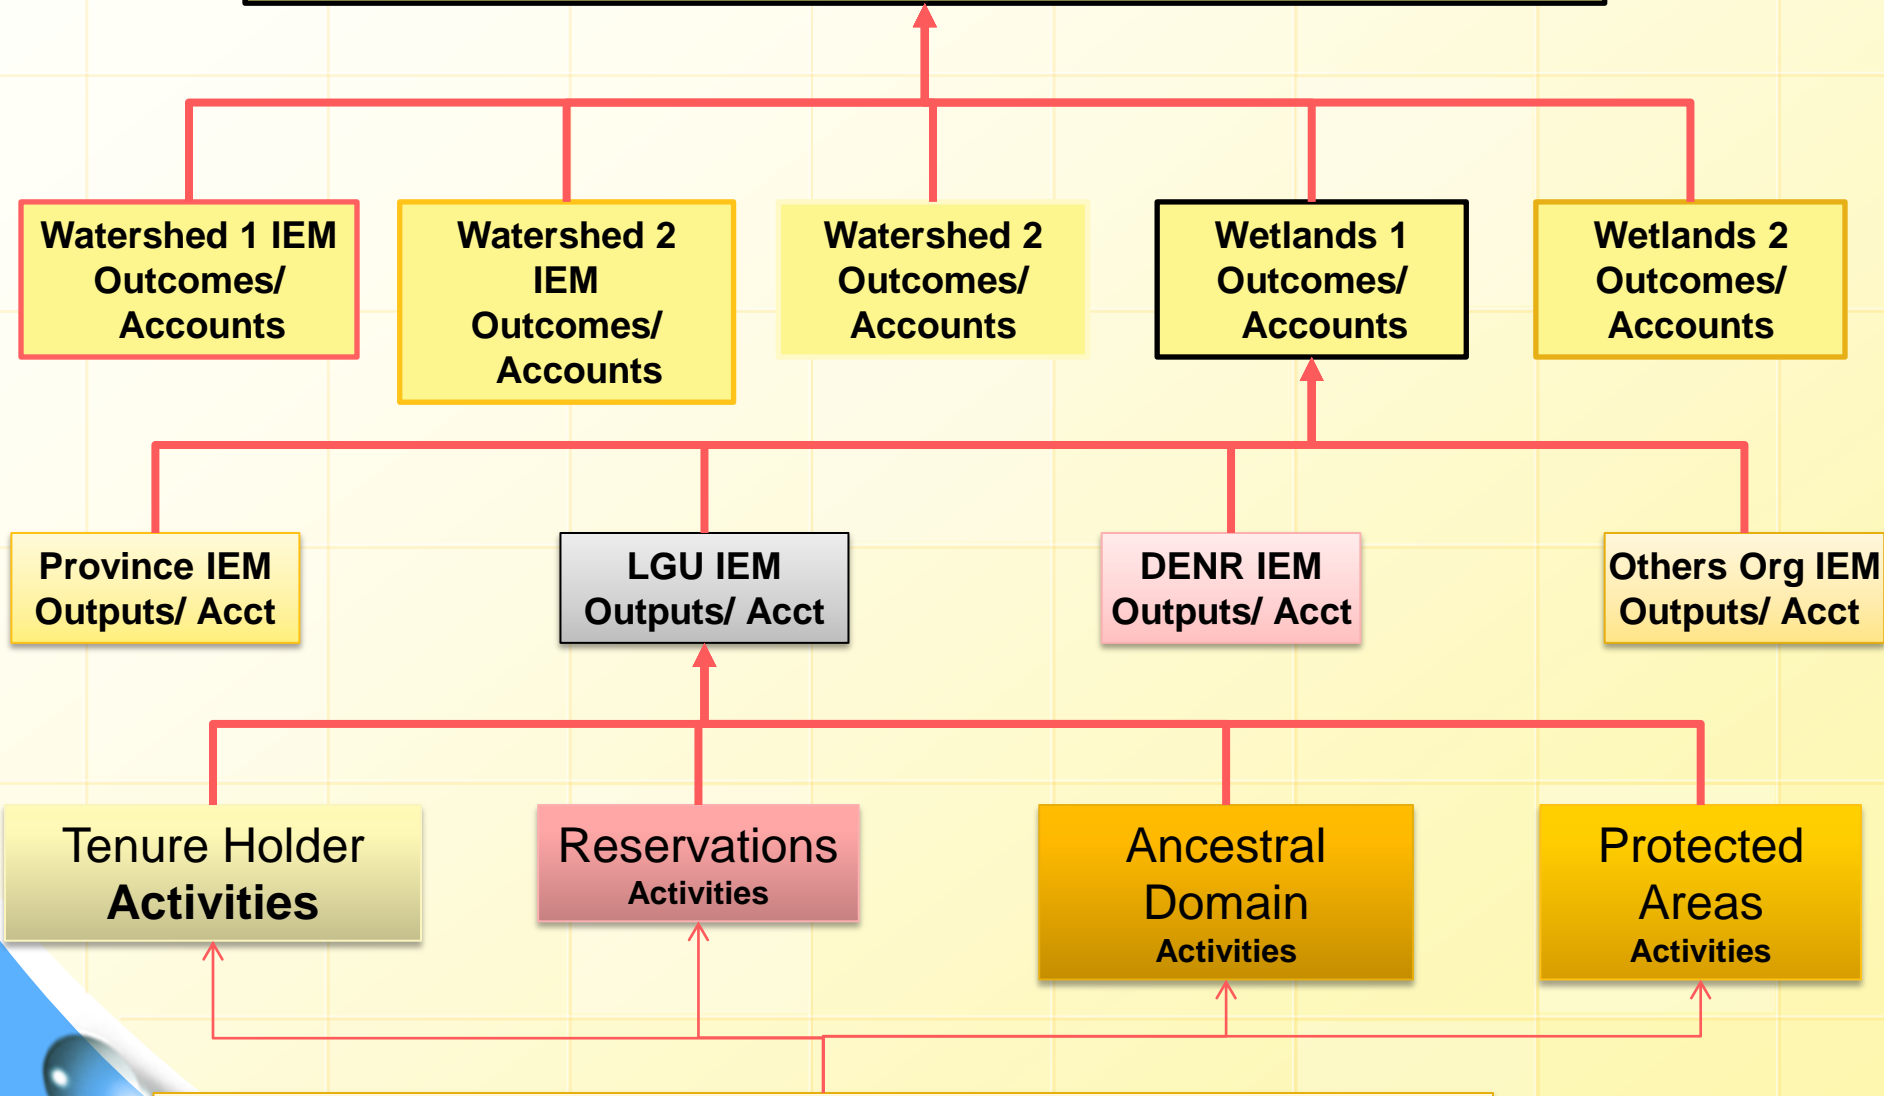 Watershed 1 IEM
Outcomes/
Accounts
Watershed 2
IEM
Outcomes/
Accounts
Watershed 2
Outcomes/
Accounts
Wetlands 1
Outcomes/
Accounts
Wetlands 2
Outcomes/
Accounts
Province IEM
Outputs/ Acct
LGU IEM
Outputs/ Acct
DENR IEM
Outputs/ Acct
Others Org IEM
Outputs/ Acct
Tenure Holder
Activities
Reservations
Activities
Ancestral
Domain
Activities
Protected
Areas
Activities